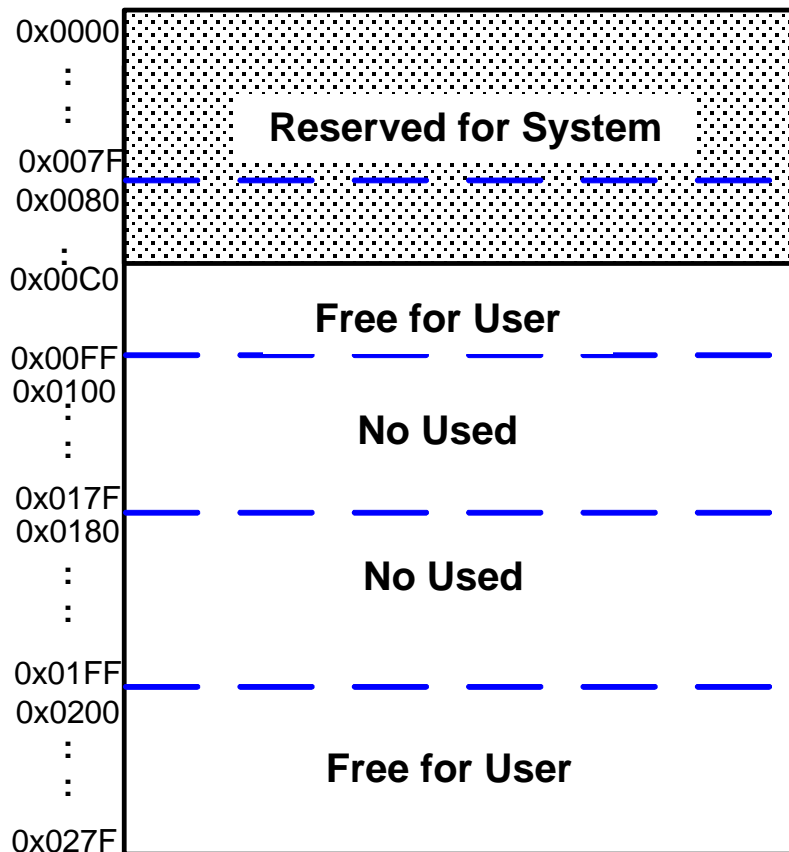 0x0000
:
:
Reserved for System
0x007F
0x0080
:
0x00C0
Free for User
0x00FF
0x0100
:
:
No Used
0x017F
0x0180
:
:
No Used
0x01FF
0x0200
:
:
Free for User
0x027F